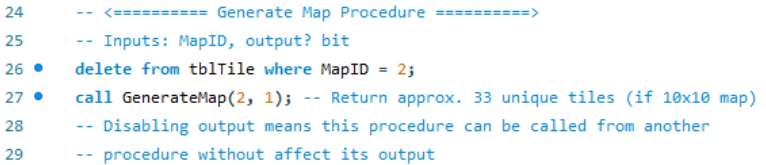 24 -- <========== Generate Map Procedure ==========>
25 -- Inputs: MapID, output? bit
26 delete from tblTile where MapID = 2;
27 call GenerateMap(2, 1); -- Return approx. 33 unique tiles (if 10x10 map)
28 -- Disabling output means this procedure can be called from another
29 -- procedure without affect its output